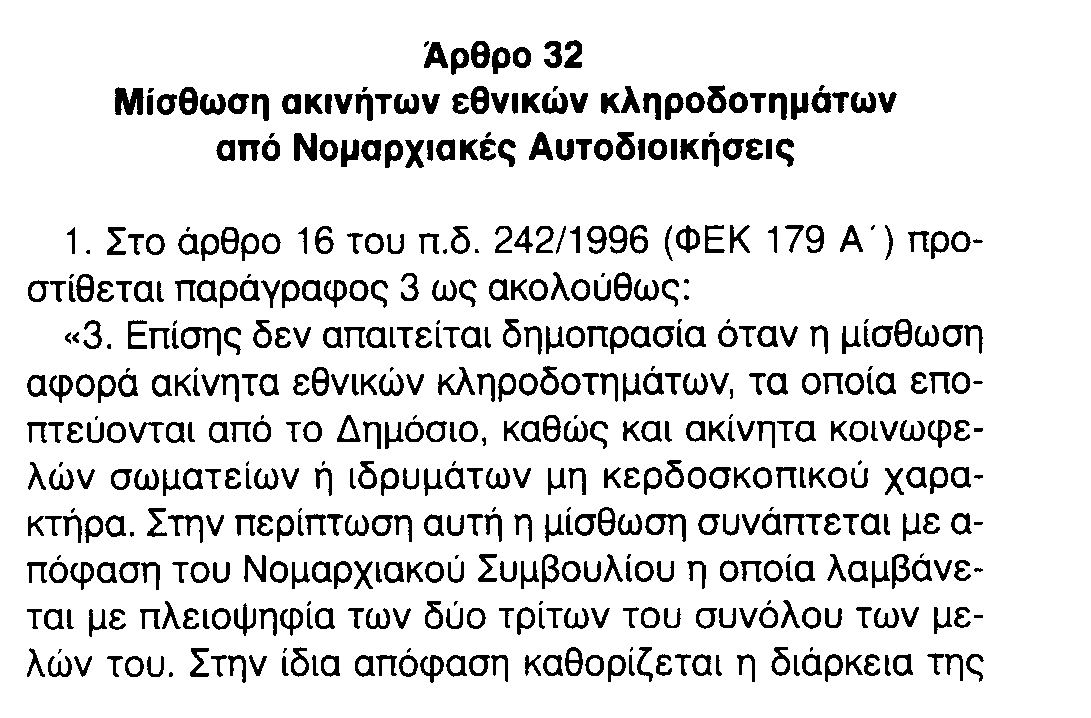 Άρθρο 32
Μίσθωση ακινήτων εθνικών κληροδοτημάτων
από Νομαρχιακές Αυτοδιοικήσεις
1. Στο άρθρο 16 του π.δ. 242/1996 (ΦΕΚ 179 Α΄) προ-
στίθεται παράγραφος 3 ως ακολούθως:
«3. Επίσης δεν απαιτείται δημοπρασία όταν η μίσθωση
αφορά ακίνητα εθνικών κληροδοτημάτων, τα οποία επο-
πτεύονται από το Δημόσιο, καθώς και ακίνητα κοινωφε-
λών σωματείων ή ιδρυμάτων μη κερδοσκοπικού χαρα-
κτήρα. Στην περίπτωση αυτή η μίσθωση συνάπτεται με α-
πόφαση του Νομαρχιακού Συμβουλίου η οποία λαμβάνε-
ται με πλειοψηφία των δύο τρίτων του συνόλου των με-
λών του. Στην ίδια απόφαση καθορίζεται η διάρκεια της